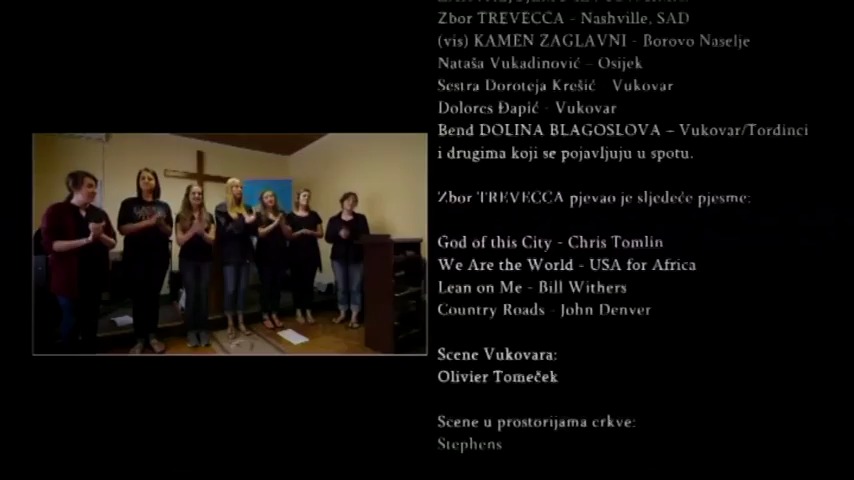 Zbor TREVECCA - Nashville, SAD
(vis) KAMEN ZAGLAVNI - Borovo Naselje
Nataša Vukadinović – Osijek
Sestra Doroteja Krešić - Vukovar
Dolores Đapić - Vukovar
Bend DOLINA BLAGOSLOVA – Vukovar/Tordinci
i drugima koji se pojavljuju u spotu.
Zbor TREVECCA pjevao je sljedeće pjesme:
God of this City - Chris Tomlin
We Are the World - USA for Africa
Lean on Me - Bill Withers
Country Roads - John Denver
Scene Vukovara:
Olivier Tomeček
Scene u prostorijama crkve:
Stephens